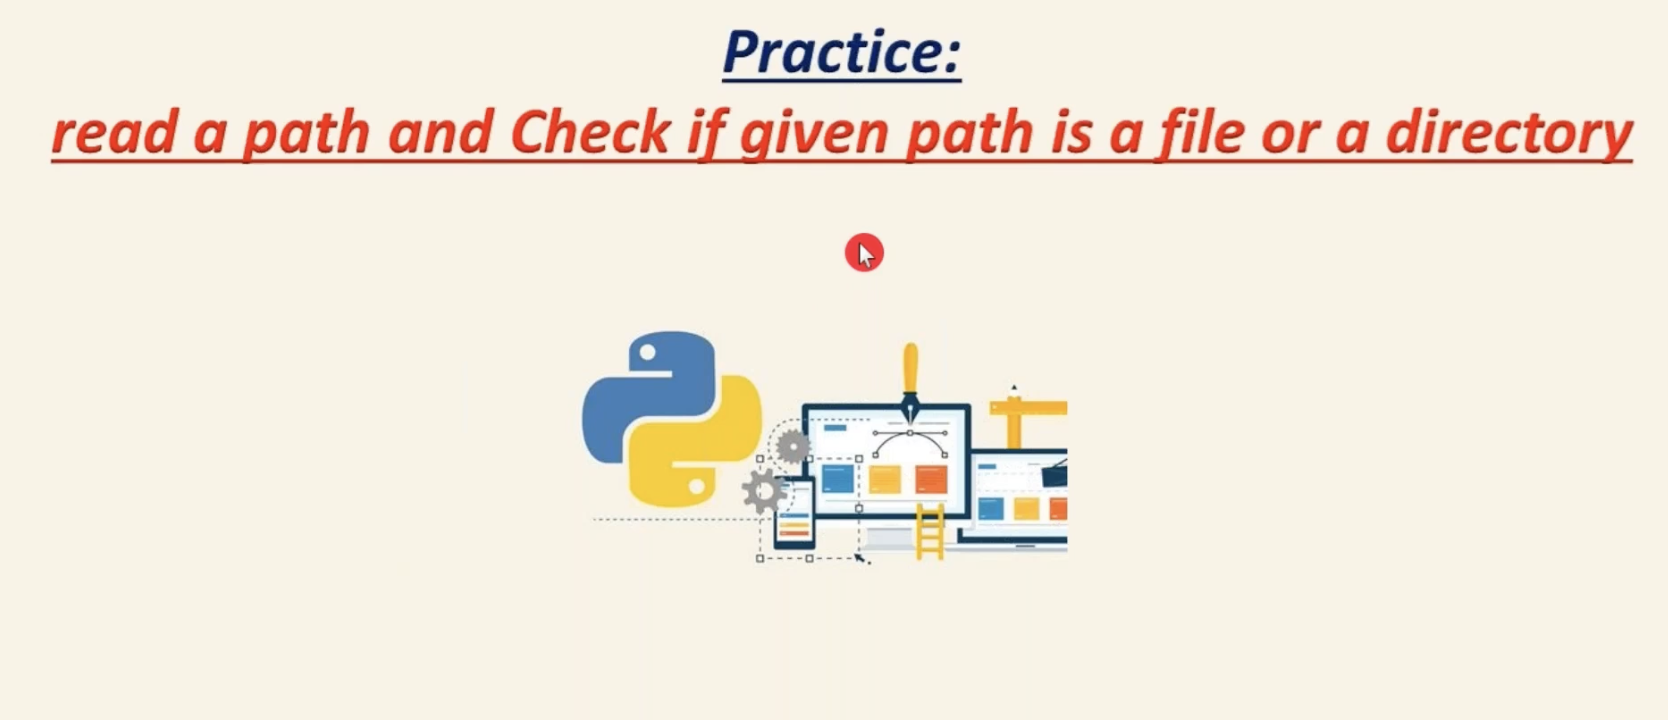 Practice:
read a path and Check if given path is a file or a directory